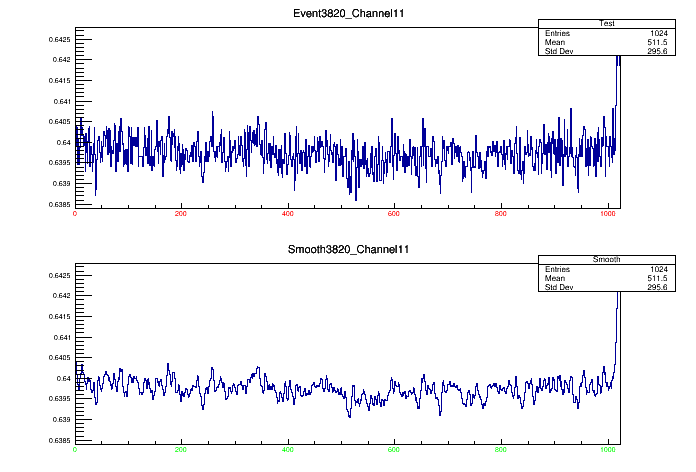 Event3820_Channel11
Test
Entries 1024
Mean 511.5
Std Dev 295.6
0.6425
0.642
0.6415
0.641
0.6405
0.64
0.6395
0.639
0.6385
0 200 400 600 800 1000
Smooth3820_Channel11
Smooth
Entries 1024
Mean 511.5
Std Dev 295.6
0.6425
0.642
0.6415
0.641
0.6405
0.64
0.6395
0.639
0.6385
0 200 400 600 800 1000